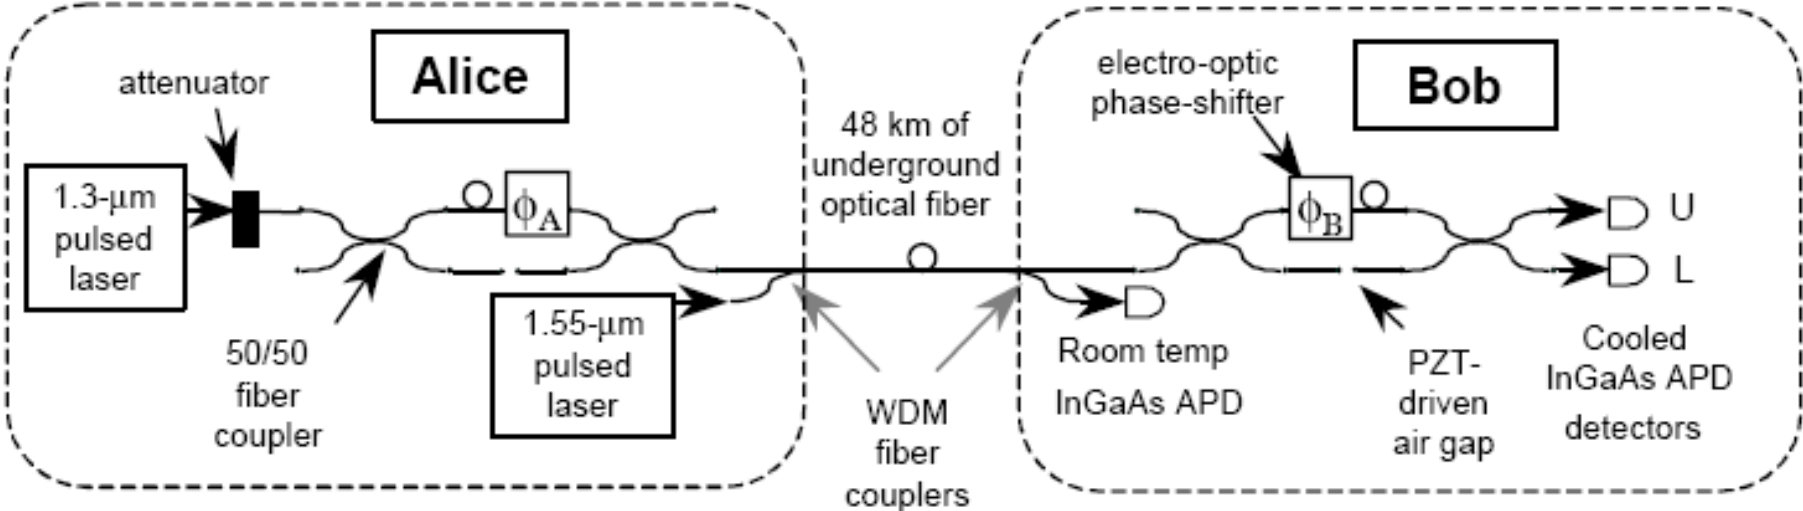 Alice
attenuator
1.3-μm
pulsed
laser
ϕA
50/50
fiber
coupler
1.55-μm
pulsed
laser
48 km of
underground
optical fiber
WDM
fiber
couplers
Bob
electro-optic
phase-shifter
ϕB
U
L
Room temp
InGaAs APD
PZT-
driven
air gap
Cooled
InGaAs APD
detectors